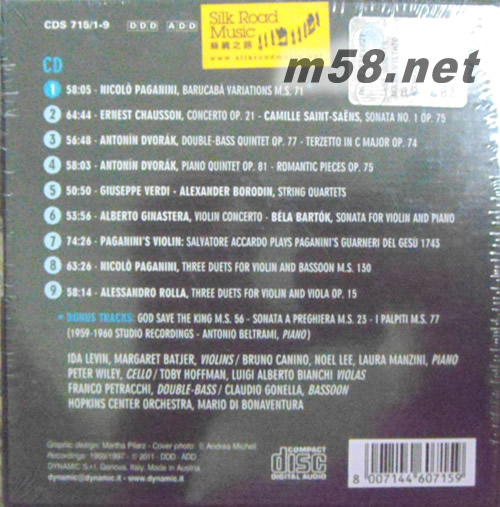 CDS 715/1-9 DDD ADD
Silk Road
Music
絲綢之路
m58.net
CD
1 58:05 - NICOLÒ PAGANINI, BARUCABÀ VARIATIONS M.S. 71
2 64:44 - ERNEST CHAUSSON, CONCERTO OP. 21 - CAMILLE SAINT-SAËNS, SONATA NO. 1 OP. 75
3 56:48 - ANTONÍN DVORÁK, DOUBLE-BASS QUINTET OP. 77 - TERZETTO IN C MAJOR OP. 74
4 58:03 - ANTONÍN DVORÁK, PIANO QUINTET OP. 81 - ROMANTIC PIECES OP. 75
5 50:50 - GIUSEPPE VERDI - ALEXANDER BORODIN, STRING QUARTETS
6 53:56 - ALBERTO GINASTERA, VIOLIN CONCERTO - BÉLA BARTÓK, SONATA FOR VIOLIN AND PIANO
7 74:26 - PAGANINI'S VIOLIN: SALVATORE ACCARDO PLAYS PAGANINI'S GUARNERI DEL GESÙ 1743
8 63:26 - NICOLÒ PAGANINI, THREE DUETS FOR VIOLIN AND BASSOON M.S. 130
9 58:14 - ALESSANDRO ROLLA, THREE DUETS FOR VIOLIN AND VIOLA OP. 15
BONUS TRACKS: GOD SAVE THE KING M.S. 56 - SONATA A PREGHIERA M.S. 23 - I PALPITI M.S. 77
(1959-1960 STUDIO RECORDINGS - ANTONIO BELTRAMI, PIANO)
IDA LEVIN, MARGARET BATJER, VIOLINS / BRUNO CANINO, NOEL LEE, LAURA MANZINI, PIANO
PETER WILEY, CELLO / TOBY HOFFMAN, LUIGI ALBERTO BIANCHI VIOLAS
FRANCO PETRACCHI, DOUBLE-BASS / CLAUDIO GONELLA, BASSOON
HOPKINS CENTER ORCHESTRA, MARIO DI BONAVENTURA
Graphic design: Martha Pilarz - Cover photo: © Andrea Micheli
Recordings: 1959/1997 - © 2011 - DDD - ADD
DYNAMIC S.r.l. Genova, Italy. Made in Austria
dynamic@dynamic.it - www.dynamic.it
COMPACT
disc
DIGITAL AUDIO
8 007144 607159